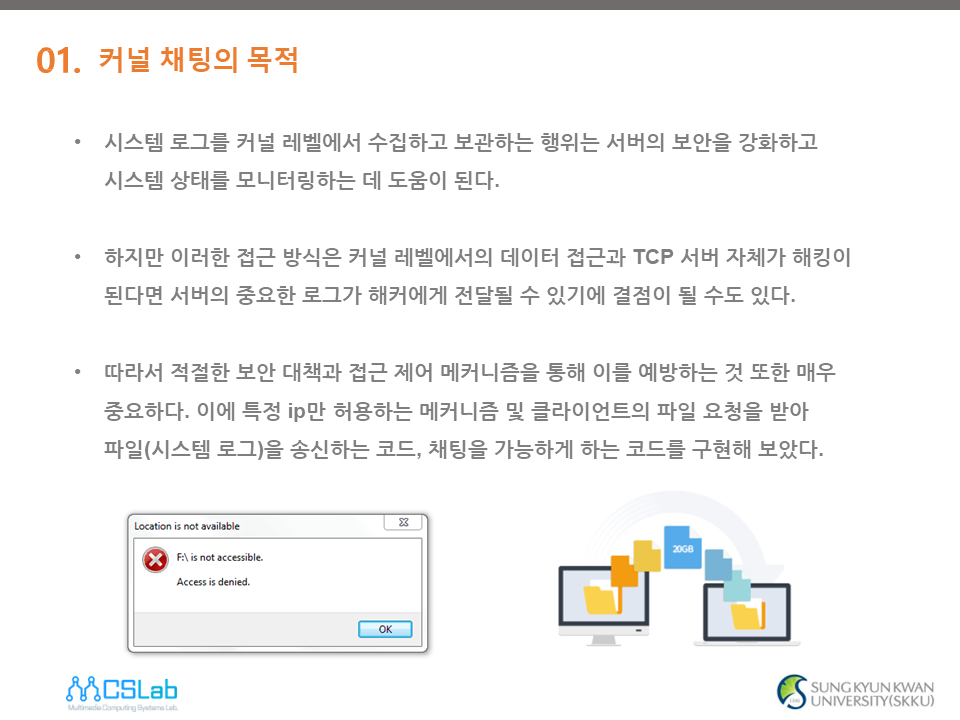 01. 커널 채팅의 목적
• 시스템 로그를 커널 레벨에서 수집하고 보관하는 행위는 서버의 보안을 강화하고
시스템 상태를 모니터링하는 데 도움이 된다.
• 하지만 이러한 접근 방식은 커널 레벨에서의 데이터 접근과 TCP 서버 자체가 해킹이
된다면 서버의 중요한 로그가 해커에게 전달될 수 있기에 결점이 될 수도 있다.
• 따라서 적절한 보안 대책과 접근 제어 메커니즘을 통해 이를 예방하는 것 또한 매우
중요하다. 이에 특정 ip만 허용하는 메커니즘 및 클라이언트의 파일 요청을 받아
파일(시스템 로그)을 송신하는 코드, 채팅을 가능하게 하는 코드를 구현해 보았다.
Location is not available
F:\ is not accessible.
Access is denied.
OK
20GB
MCSLab
Multimedia Computing Systems Lab.
SUNG KYUN KWAN
UNIVERSITY(SKKU)